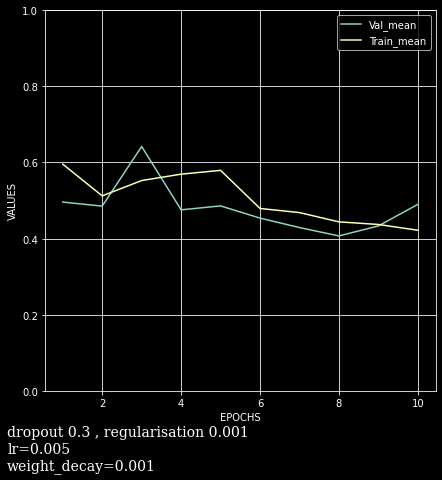 1.0
Val_mean
Train_mean
0.8
0.6
VALUES
0.4
0.2
0.0
2 4 6 8 10
EPOCHS
dropout 0.3 , regularisation 0.001
lr=0.005
weight_decay=0.001